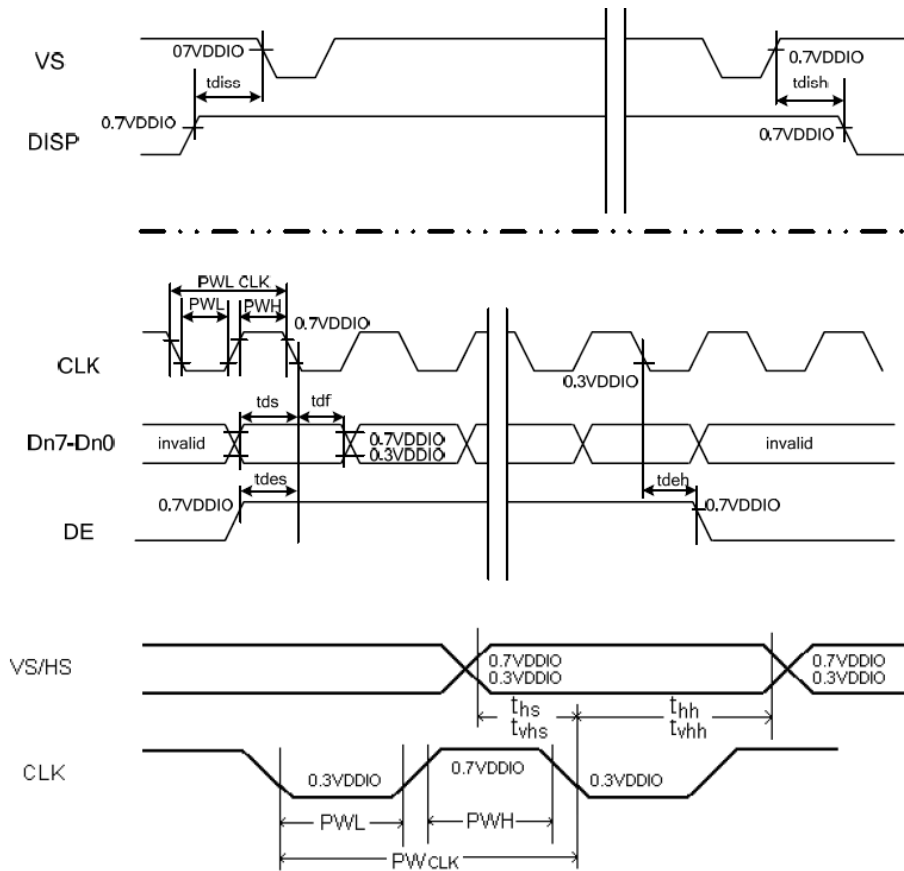 VS
07VDDIO
0.7VDDIO
tdiss
tdish
0.7VDDIO
0.7VDDIO
DISP
PWL CLK
PWL
PWH
0.7VDDIO
CLK
0.3VDDIO
tds
tdf
Dn7-Dn0
invalid
0.7VDDIO
0.3VDDIO
invalid
tdes
tdeh
0.7VDDIO
0.7VDDIO
DE
VS/HS
0.7VDDIO
0.3VDDIO
0.7VDDIO
0.3VDDIO
ths
tvhs
thh
tvhh
CLK
0.3VDDIO
0.7VDDIO
0.3VDDIO
PWL
PWH
PWCLK